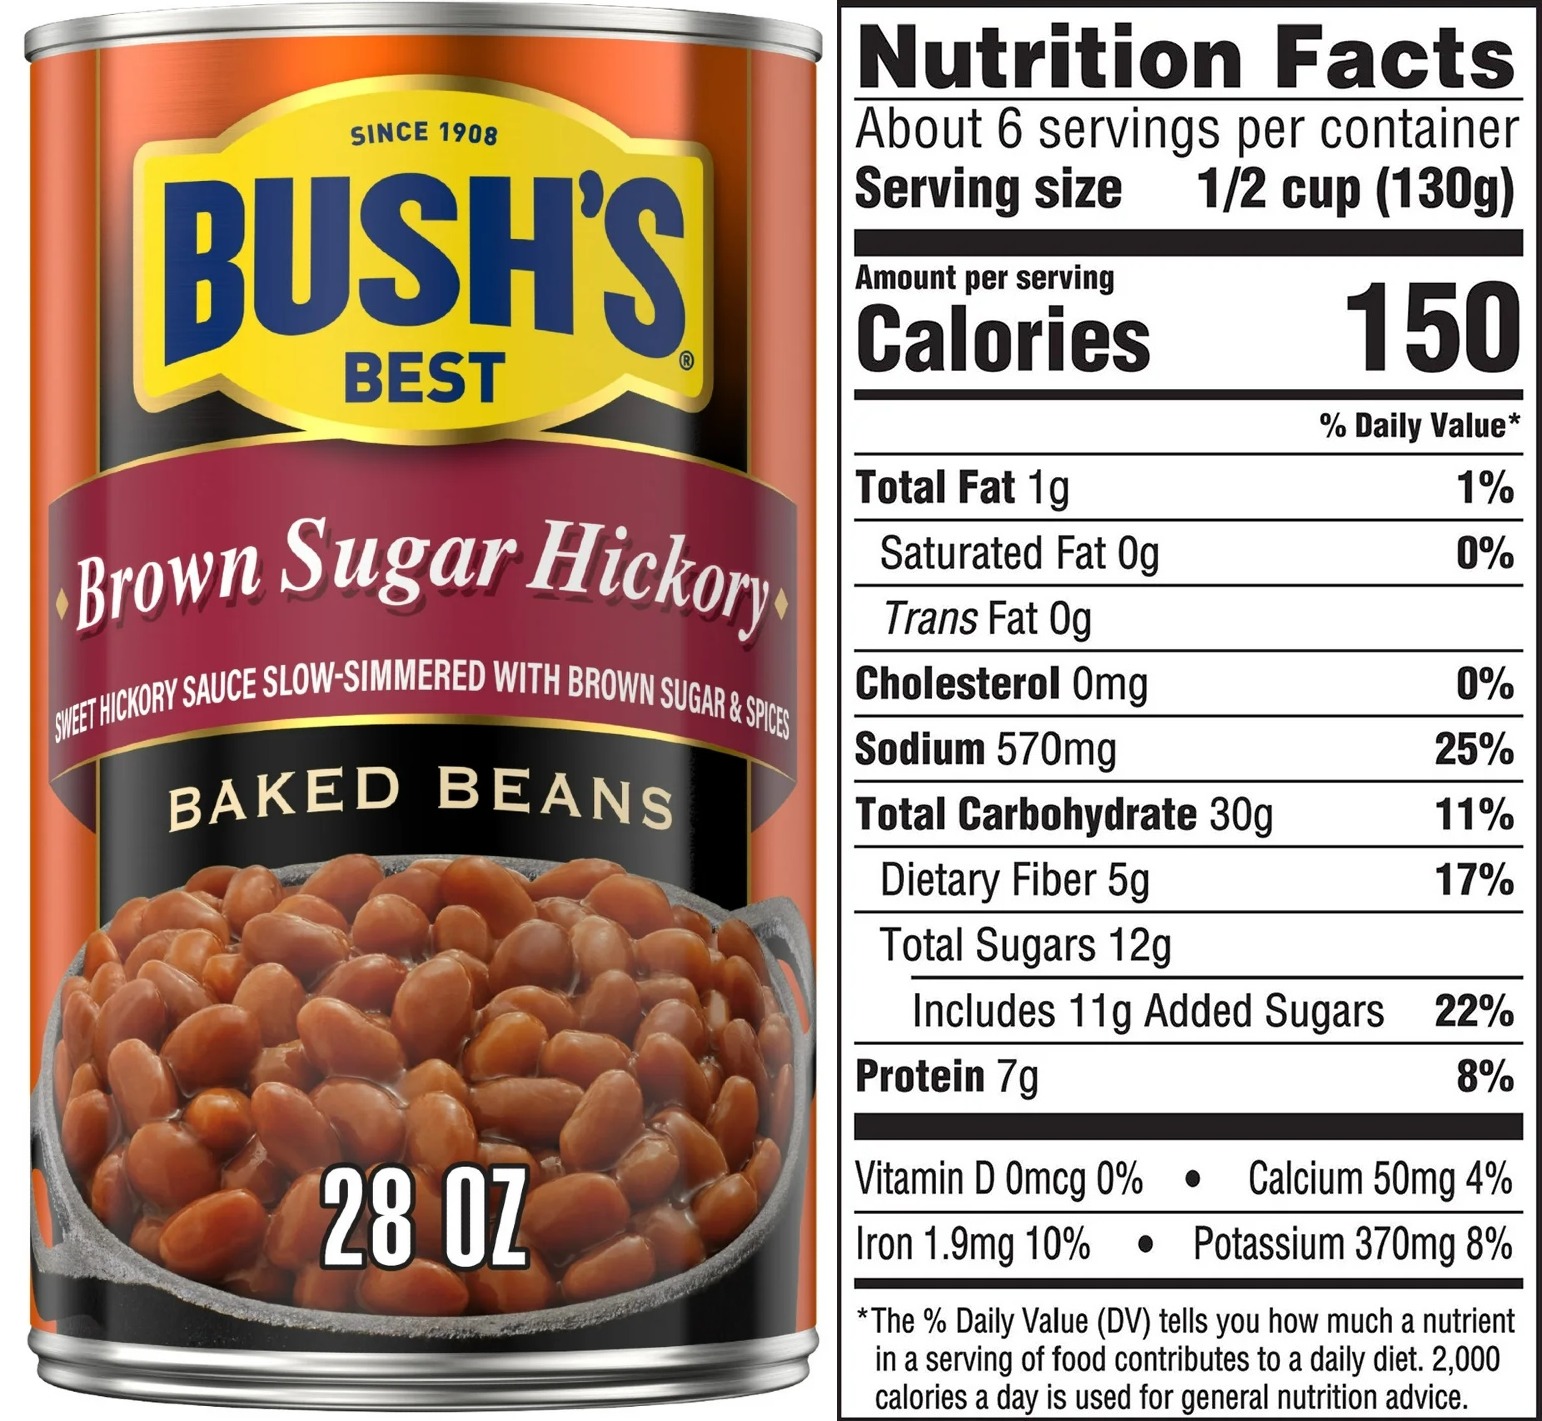 SINCE 1908
BUSH'S®
BEST
Brown Sugar Hickory
SWEET HICKORY SAUCE SLOW-SIMMERED WITH BROWN SUGAR & SPICES
BAKED BEANS
28 OZ
Nutrition Facts
About 6 servings per container
Serving size 1/2 cup (130g)
Amount per serving
Calories 150
% Daily Value*
Total Fat 1g 1%
Saturated Fat 0g 0%
Trans Fat 0g
Cholesterol 0mg 0%
Sodium 570mg 25%
Total Carbohydrate 30g 11%
Dietary Fiber 5g 17%
Total Sugars 12g
Includes 11g Added Sugars 22%
Protein 7g 8%
Vitamin D 0mcg 0% • Calcium 50mg 4%
Iron 1.9mg 10% • Potassium 370mg 8%
*The % Daily Value (DV) tells you how much a nutrient
in a serving of food contributes to a daily diet. 2,000
calories a day is used for general nutrition advice.